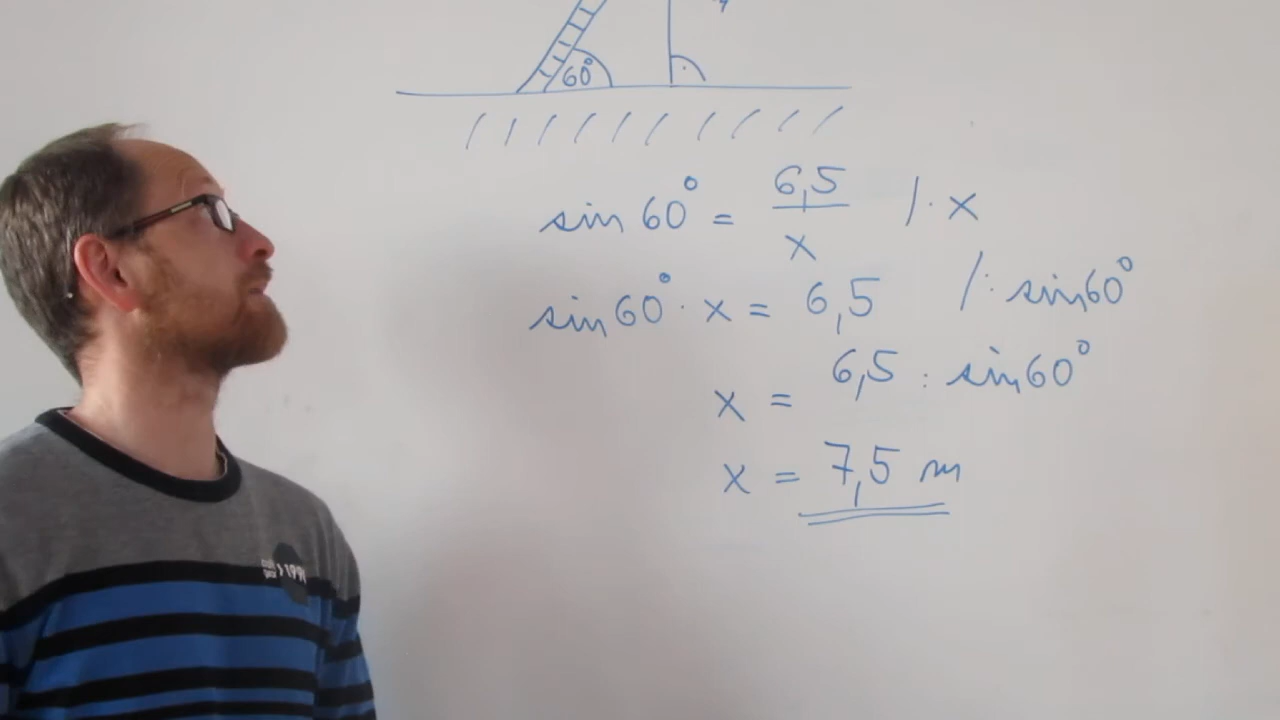 60°
sin 60° = 6,5 / x | · x
sin 60° · x = 6,5 | : sin 60°
x = 6,5 : sin 60°
x = 7,5 m